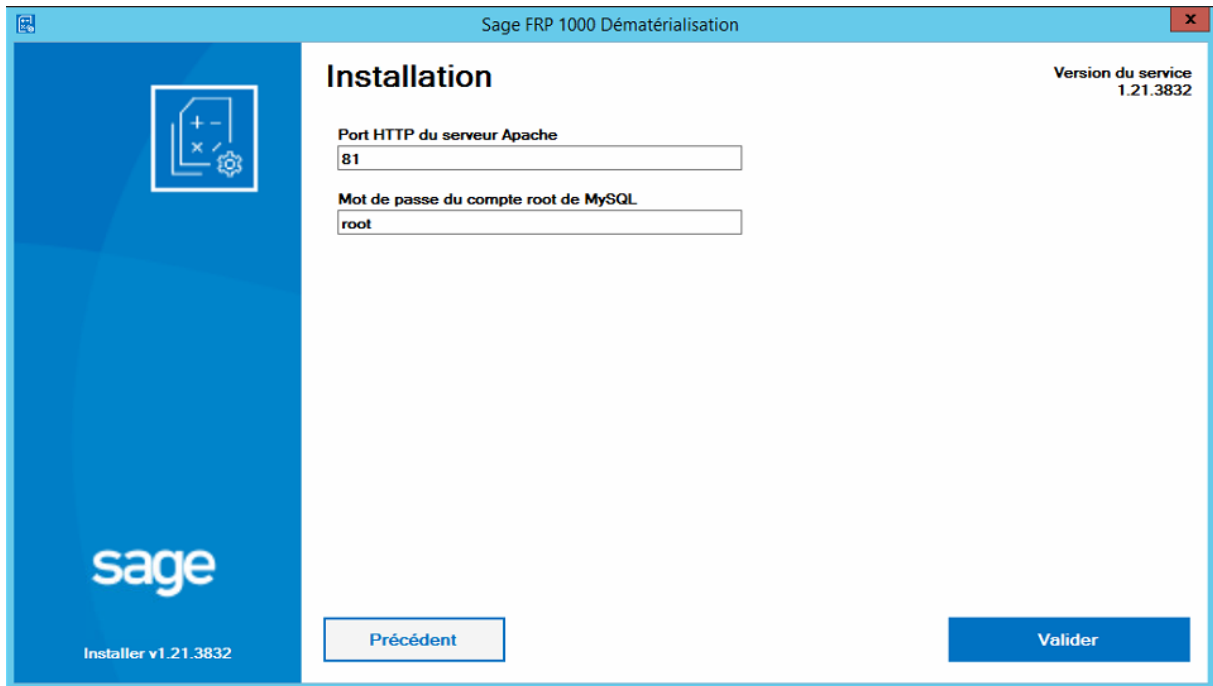 Sage FRP 1000 Dématérialisation
x
Installation
Version du service
1.21.3832
Port HTTP du serveur Apache
81
Mot de passe du compte root de MySQL
root
sage
Installer v1.21.3832
Précédent
Valider